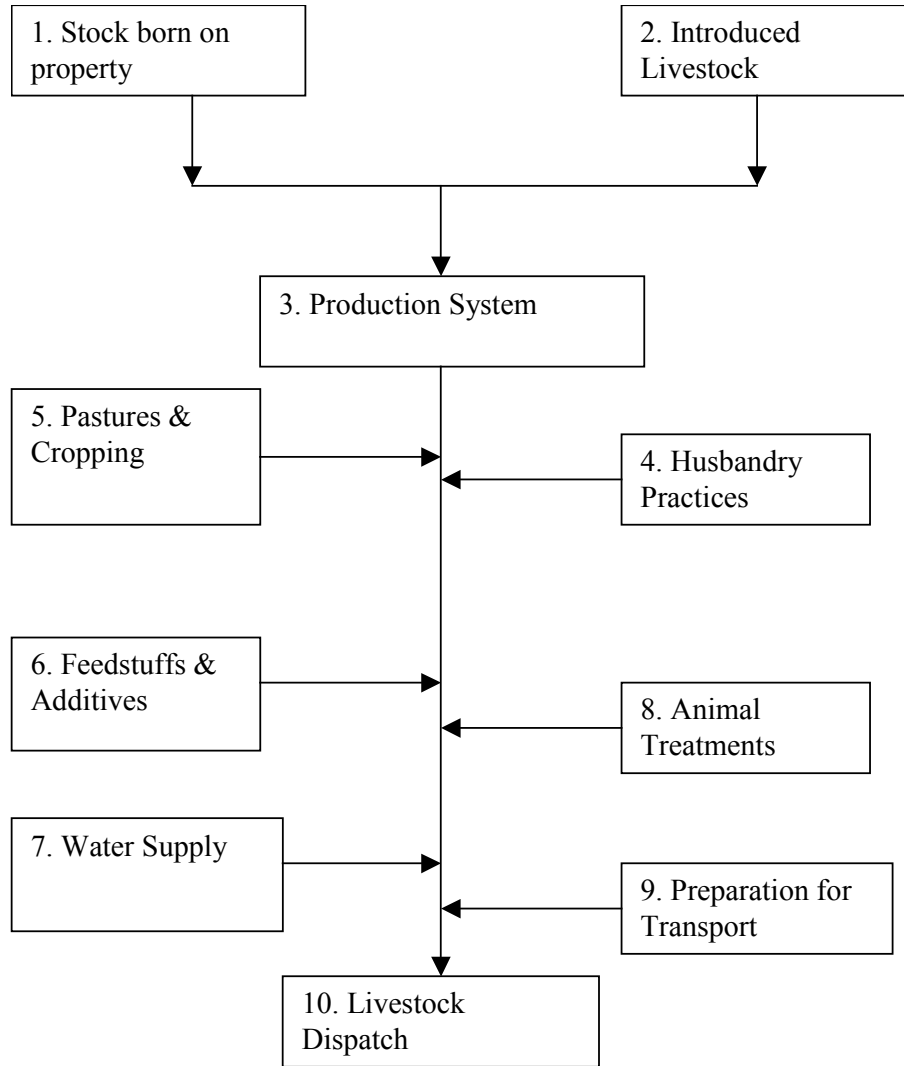 1. Stock born on
property
2. Introduced
Livestock
3. Production System
5. Pastures &
Cropping
4. Husbandry
Practices
6. Feedstuffs &
Additives
8. Animal
Treatments
7. Water Supply
9. Preparation for
Transport
10. Livestock
Dispatch